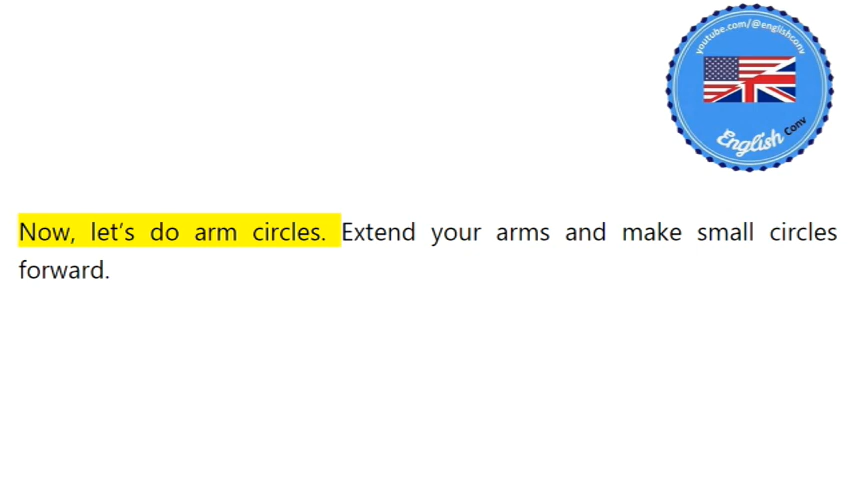 youtube.com/@englishconv
English Conv
Now, let's do arm circles. Extend your arms and make small circles
forward.